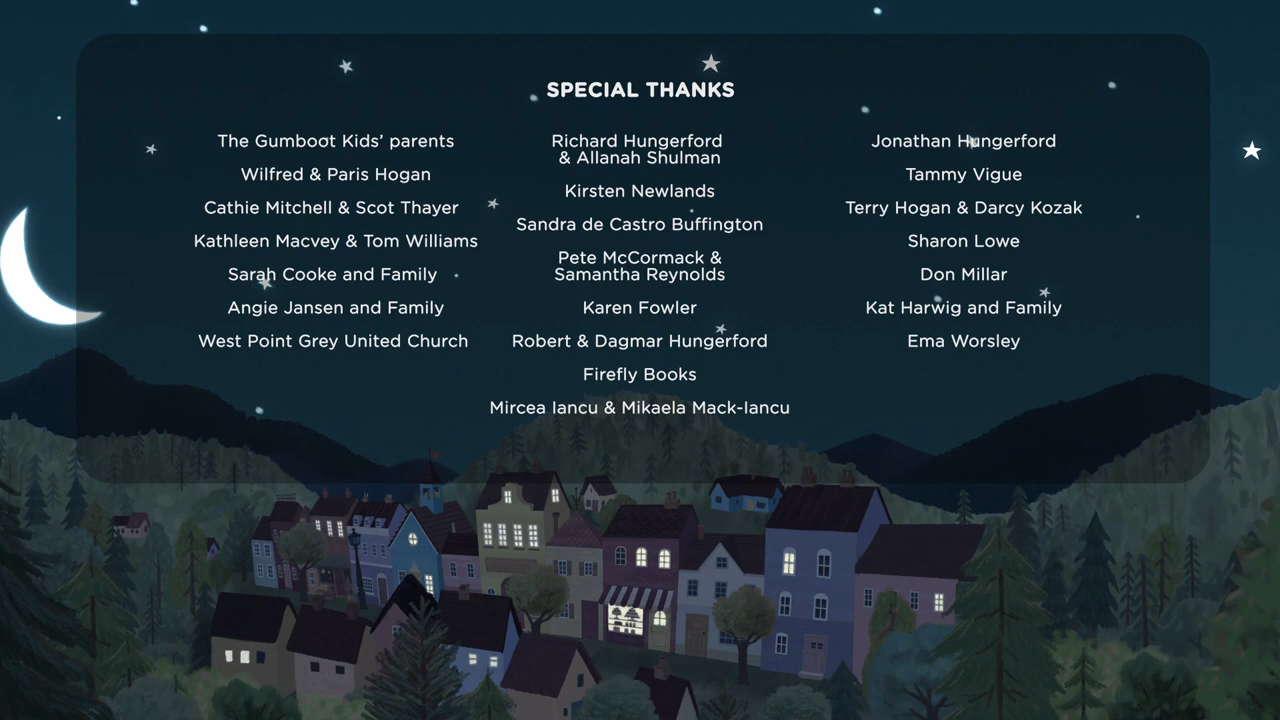 SPECIAL THANKS
The Gumboot Kids’ parents
Wilfred & Paris Hogan
Cathie Mitchell & Scot Thayer
Kathleen Macvey & Tom Williams
Sarah Cooke and Family
Angie Jansen and Family
West Point Grey United Church
Richard Hungerford
& Allanah Shulman
Kirsten Newlands
Sandra de Castro Buffington
Pete McCormack &
Samantha Reynolds
Karen Fowler
Robert & Dagmar Hungerford
Firefly Books
Mircea Iancu & Mikaela Mack-Iancu
Jonathan Hungerford
Tammy Vigue
Terry Hogan & Darcy Kozak
Sharon Lowe
Don Millar
Kat Harwig and Family
Ema Worsley